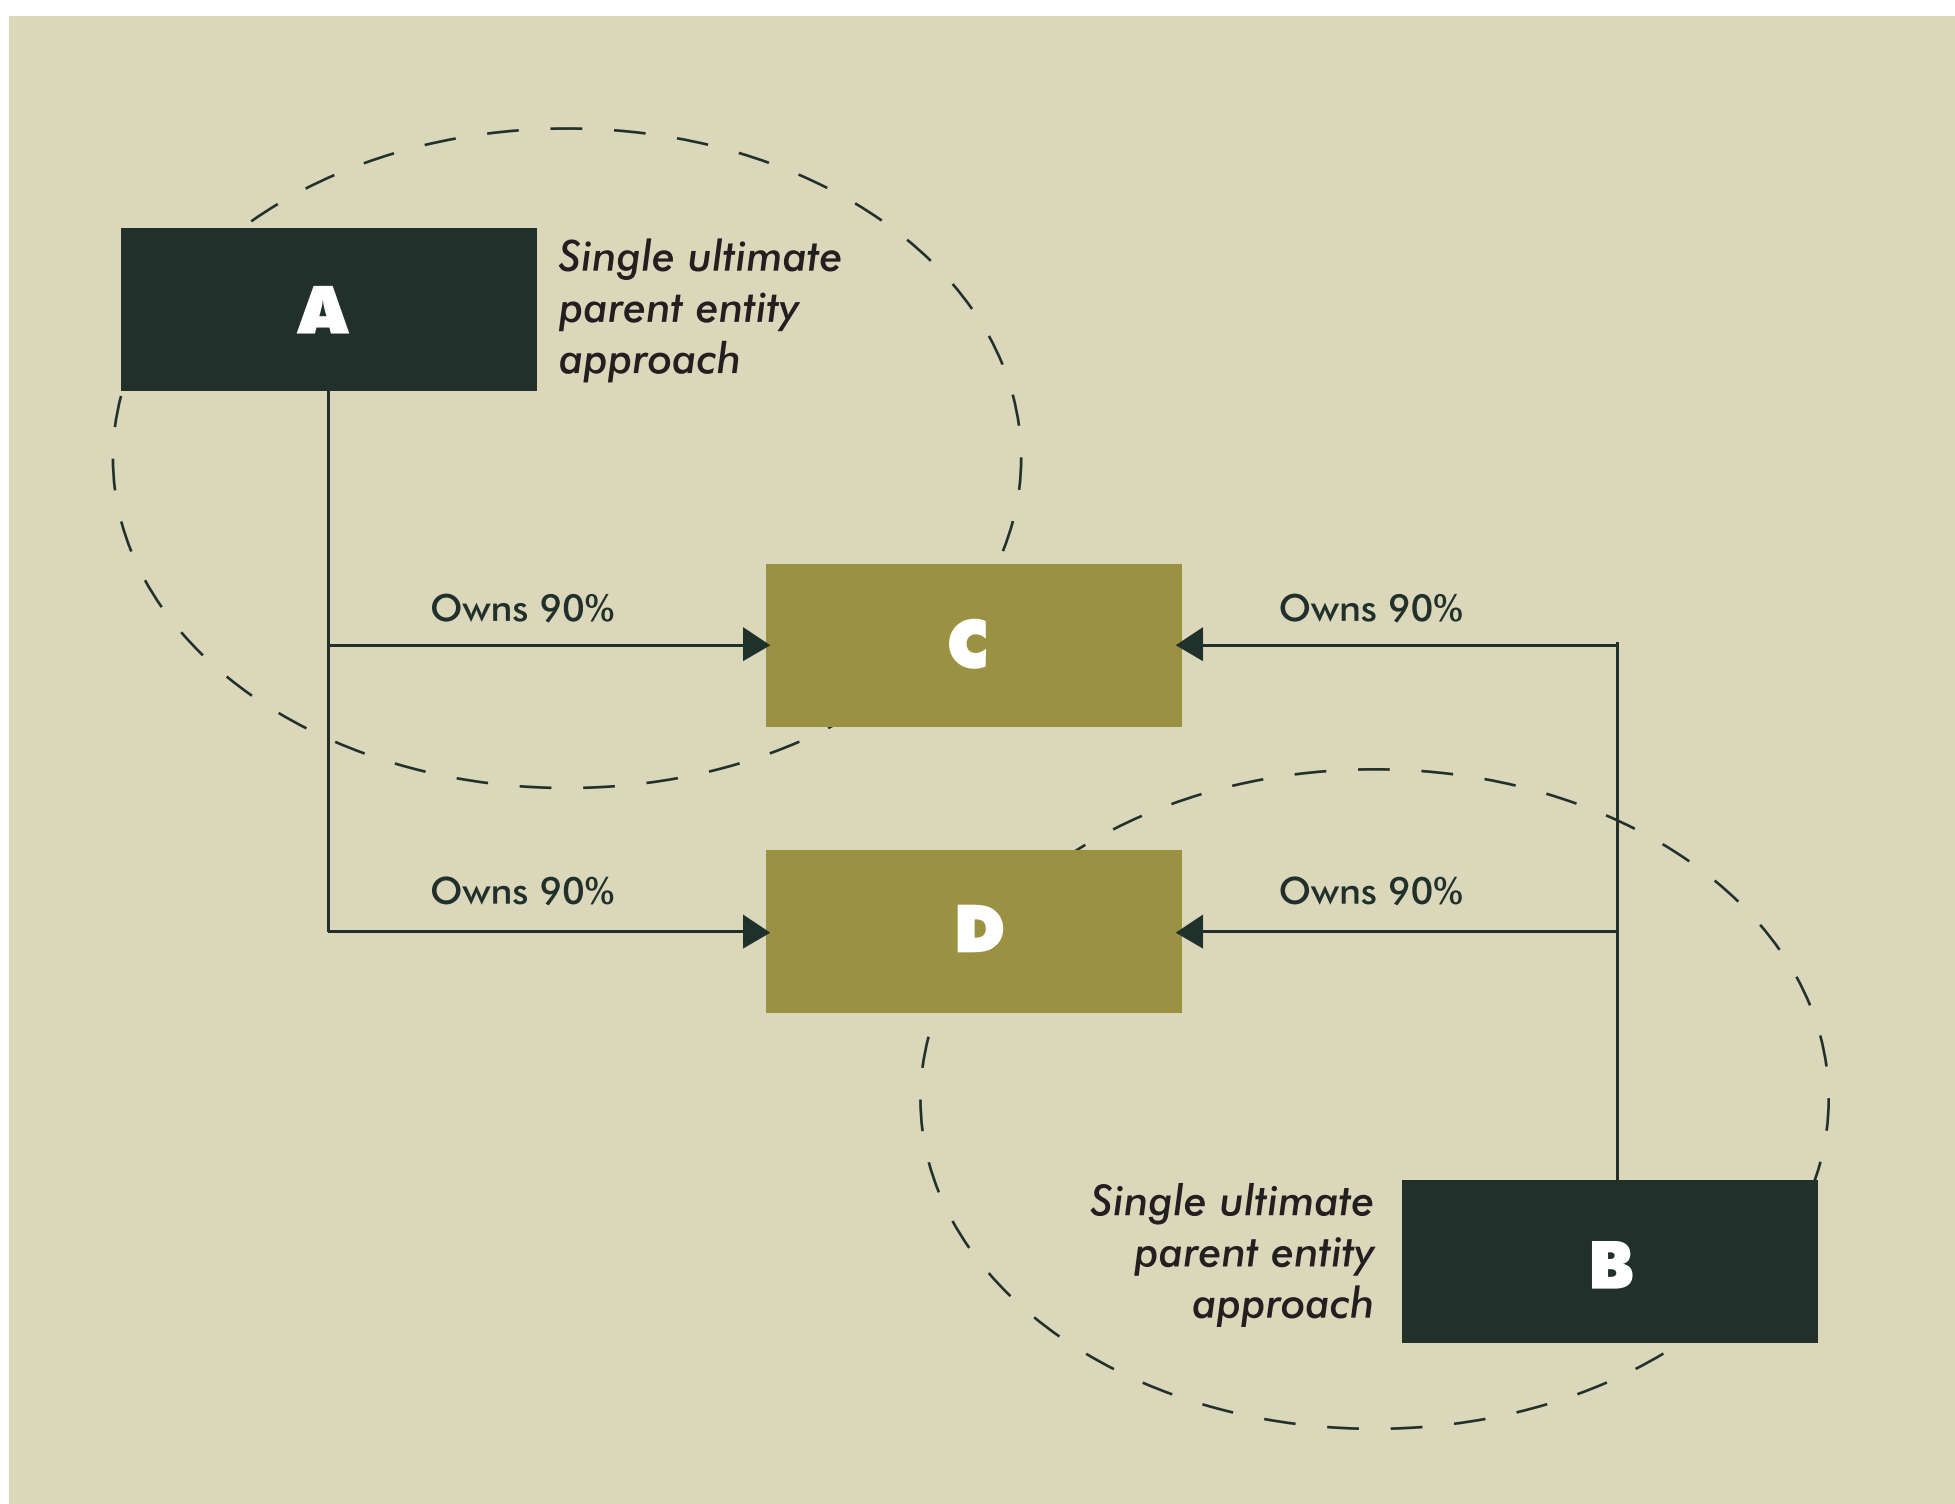 A
Single ultimate
parent entity
approach
Owns 90%
C
Owns 90%
Owns 90%
D
Owns 90%
Single ultimate
parent entity
approach
B